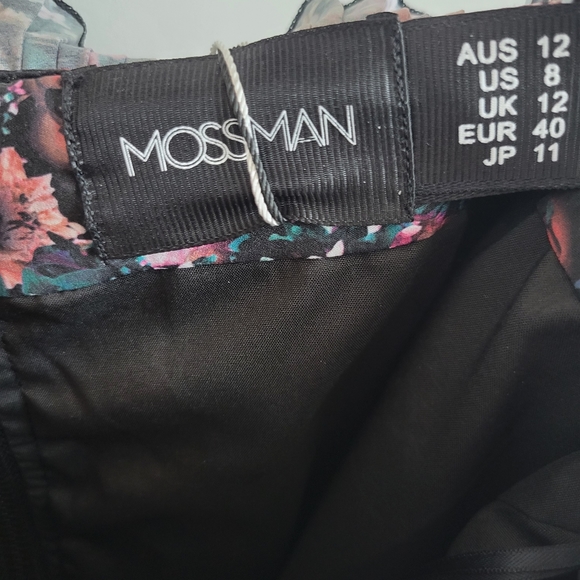 MOSSMAN
AUS 12
US 8
UK 12
EUR 40
JP 11